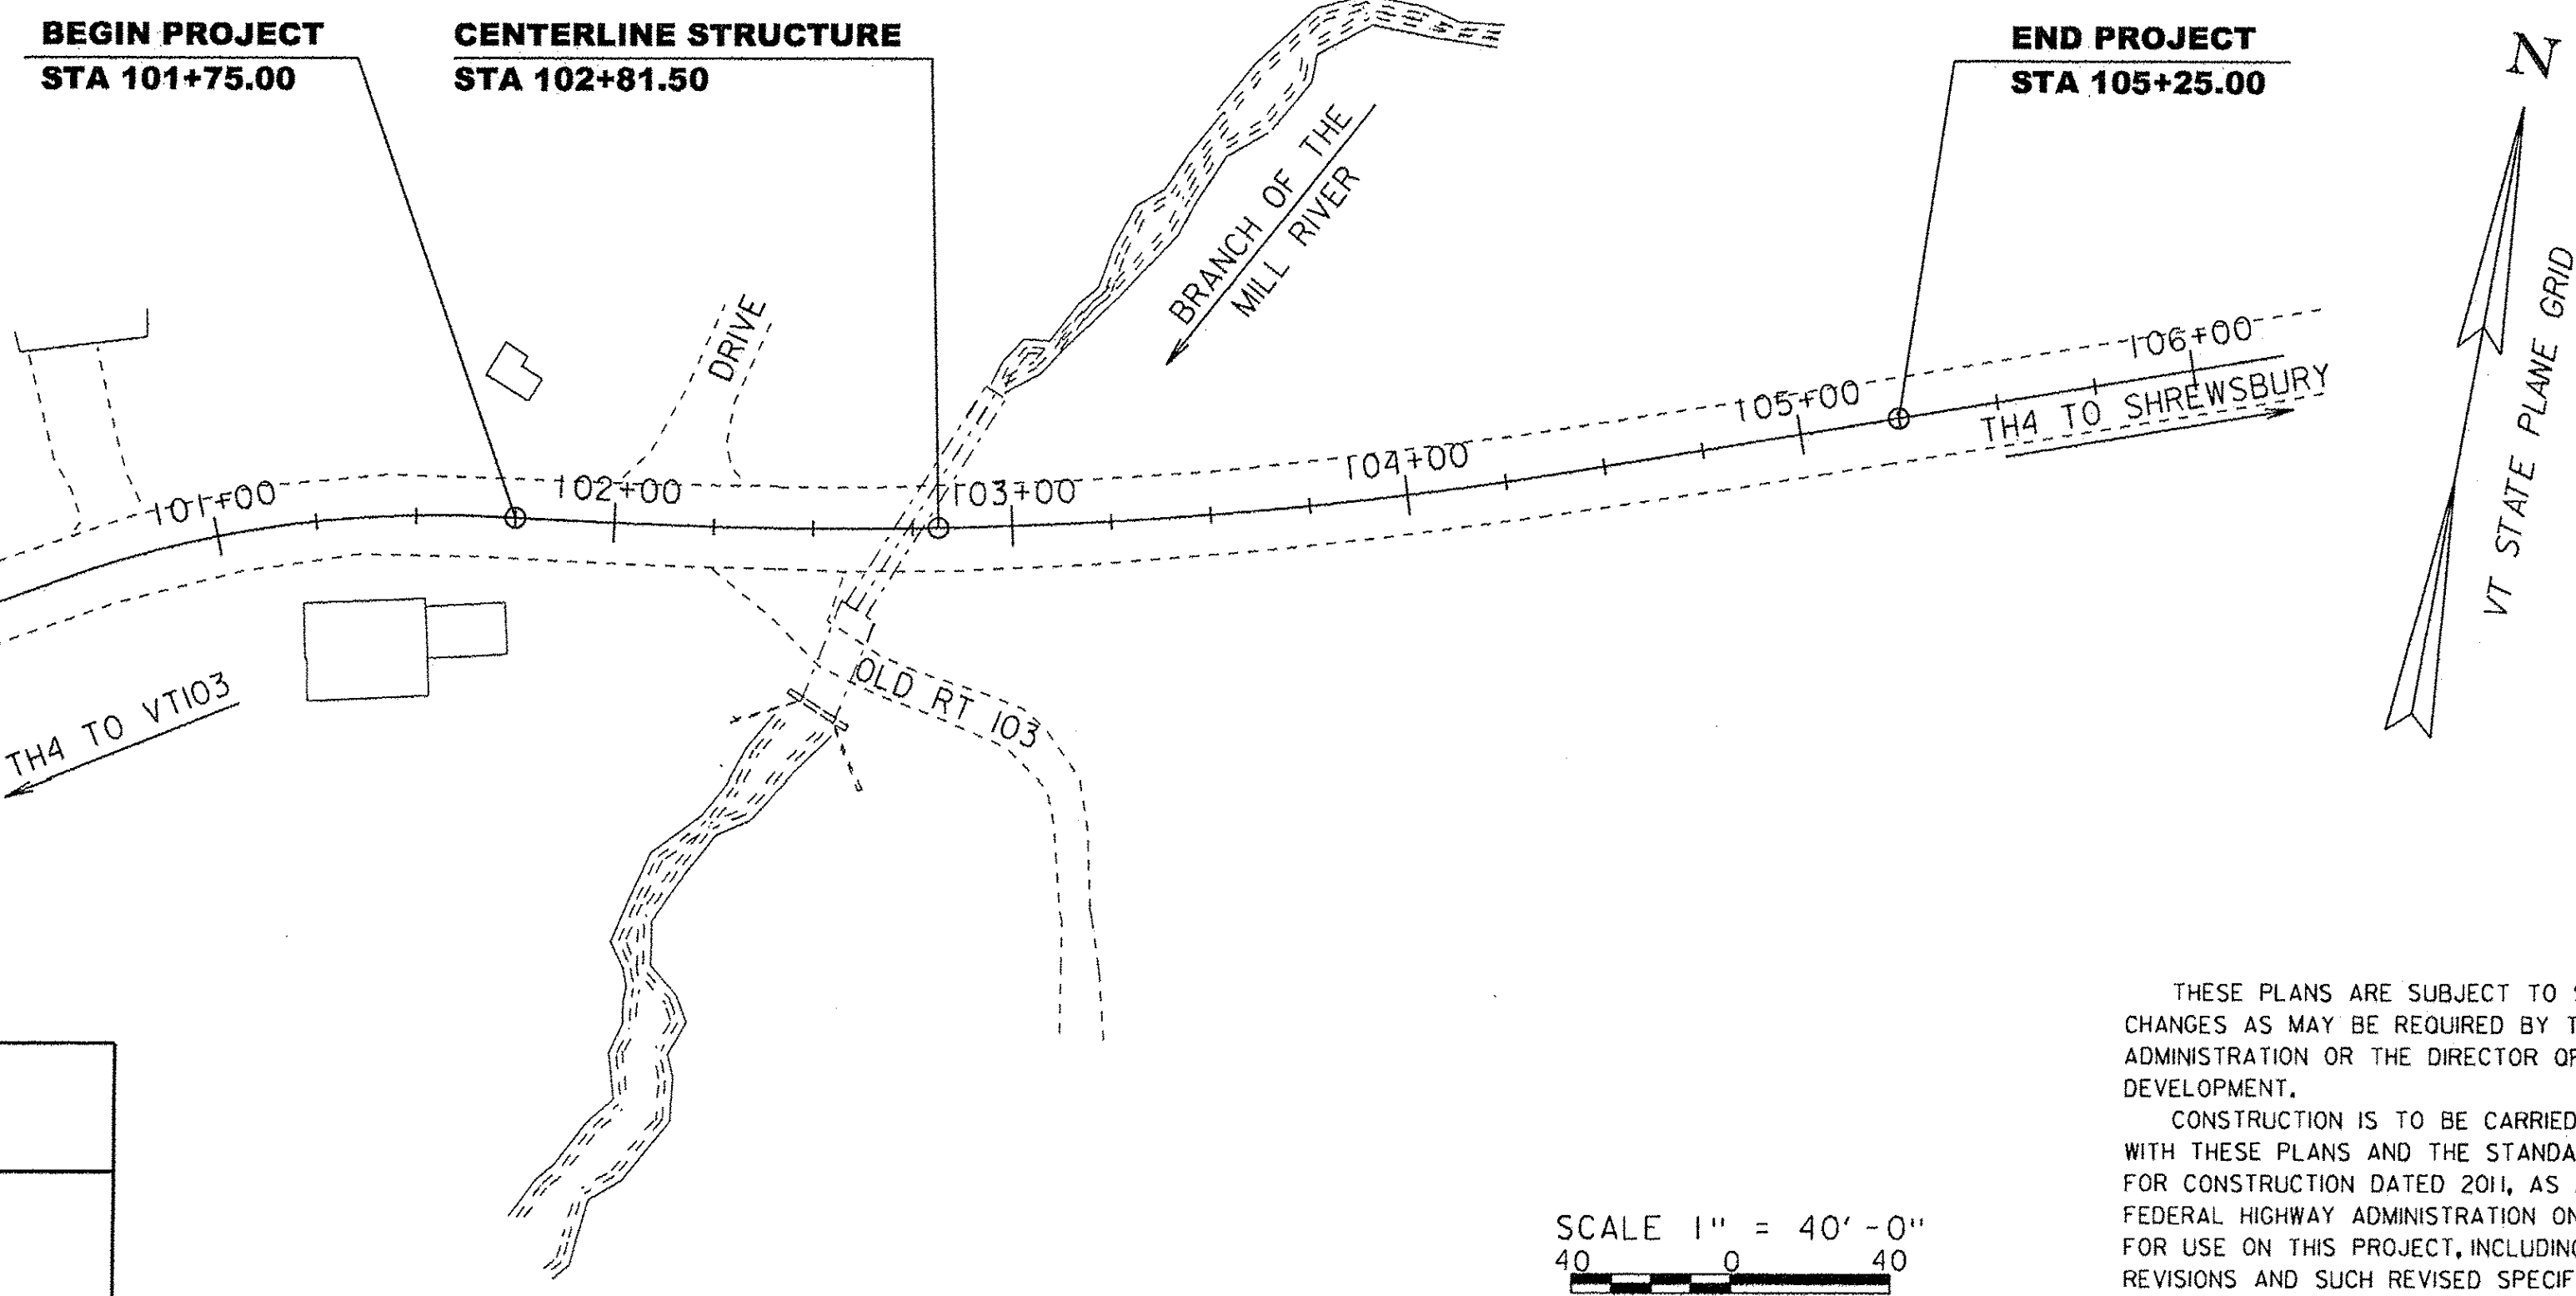 BEGIN PROJECT
STA 101+75.00
CENTERLINE STRUCTURE
STA 102+81.50
END PROJECT
STA 105+25.00
N
VT STATE PLANE GRID
BRANCH OF THE
MILL RIVER
DRIVE
101+00
102+00
103+00
104+00
105+00
106+00
TH4 TO SHREWSBURY
OLD RT 103
TH4 TO VT103
THESE PLANS ARE SUBJECT TO
CHANGES AS MAY BE REQUIRED BY
ADMINISTRATION OR THE DIRECTOR
DEVELOPMENT.
CONSTRUCTION IS TO BE CARRIED
WITH THESE PLANS AND THE
FOR CONSTRUCTION DATED 2011, AS
FEDERAL HIGHWAY ADMINISTRATION ON
FOR USE ON THIS PROJECT, INCLUDING
REVISIONS AND SUCH REVISED
SCALE 1" = 40'-0"
40 0 40